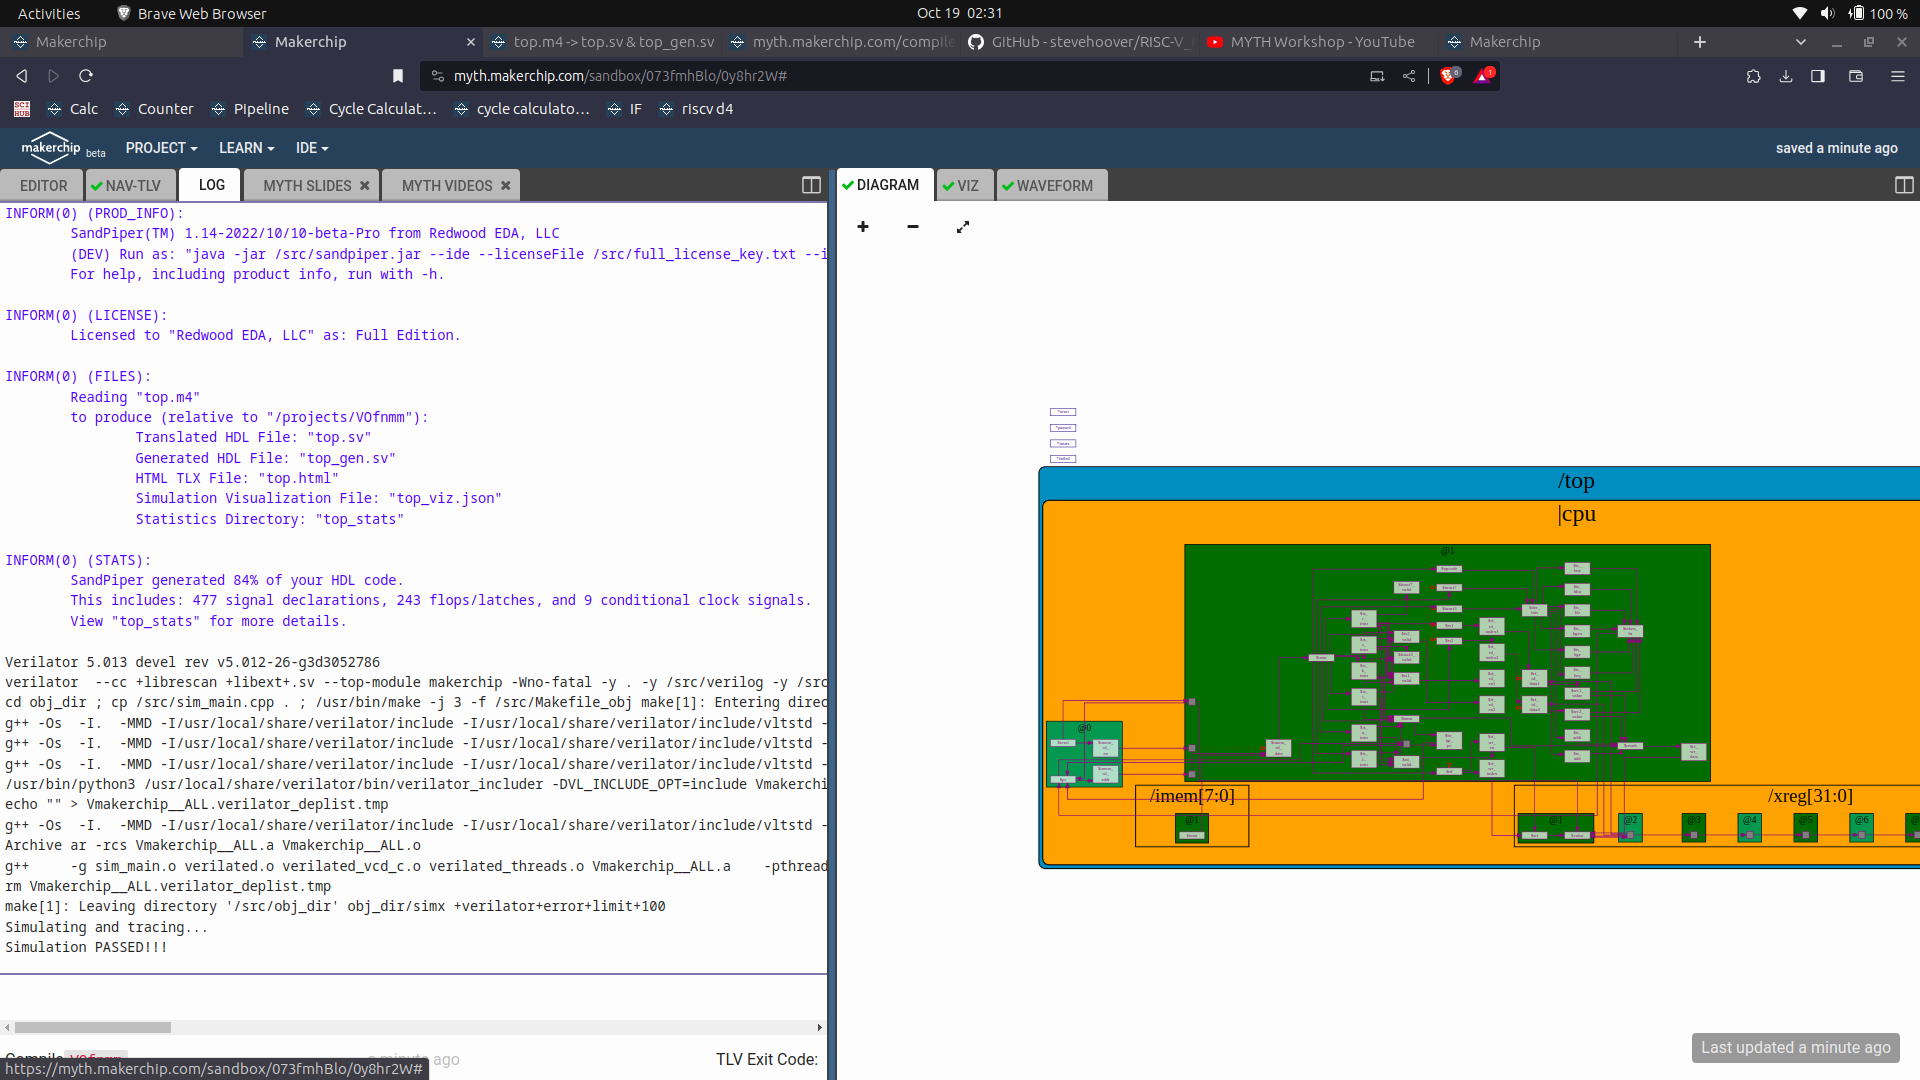 Activities
Brave Web Browser
Oct 19 02:31
100 %
Makerchip
Makerchip
top.m4 -> top.sv & top_gen.sv
myth.makerchip.com/compile
GitHub - stevehoover/RISC-V_
MYTH Workshop - YouTube
Makerchip
myth.makerchip.com/sandbox/073fmhBlo/0y8hr2W#
6
1
SCI HUB
Calc
Counter
Pipeline
Cycle Calculat…
cycle calculato…
IF
riscv d4
makerchip beta
PROJECT
LEARN
IDE
saved a minute ago
EDITOR
NAV-TLV
LOG
MYTH SLIDES
MYTH VIDEOS
DIAGRAM
VIZ
WAVEFORM
INFORM(0) (PROD_INFO):
SandPiper(TM) 1.14-2022/10/10-beta-Pro from Redwood EDA, LLC
(DEV) Run as: "java -jar /src/sandpiper.jar --ide --licenseFile /src/full_license_key.txt --i
For help, including product info, run with -h.
INFORM(0) (LICENSE):
Licensed to "Redwood EDA, LLC" as: Full Edition.
INFORM(0) (FILES):
Reading "top.m4"
to produce (relative to "/projects/VOfnmm"):
Translated HDL File: "top.sv"
Generated HDL File: "top_gen.sv"
HTML TLX File: "top.html"
Simulation Visualization File: "top_viz.json"
Statistics Directory: "top_stats"
INFORM(0) (STATS):
SandPiper generated 84% of your HDL code.
This includes: 477 signal declarations, 243 flops/latches, and 9 conditional clock signals.
View "top_stats" for more details.
Verilator 5.013 devel rev v5.012-26-g3d3052786
verilator  --cc +librescan +libext+.sv --top-module makerchip -Wno-fatal -y . -y /src/verilog -y /src
cd obj_dir ; cp /src/sim_main.cpp . ; /usr/bin/make -j 3 -f /src/Makefile_obj make[1]: Entering direc
g++ -Os  -I.  -MMD -I/usr/local/share/verilator/include -I/usr/local/share/verilator/include/vltstd -
g++ -Os  -I.  -MMD -I/usr/local/share/verilator/include -I/usr/local/share/verilator/include/vltstd -
g++ -Os  -I.  -MMD -I/usr/local/share/verilator/include -I/usr/local/share/verilator/include/vltstd -
/usr/bin/python3 /usr/local/share/verilator/bin/verilator_includer -DVL_INCLUDE_OPT=include Vmakerchi
echo "" > Vmakerchip__ALL.verilator_deplist.tmp
g++ -Os  -I.  -MMD -I/usr/local/share/verilator/include -I/usr/local/share/verilator/include/vltstd -
Archive ar -rcs Vmakerchip__ALL.a Vmakerchip__ALL.o
g++    -g sim_main.o verilated.o verilated_vcd_c.o verilated_threads.o Vmakerchip__ALL.a    -pthread
rm Vmakerchip__ALL.verilator_deplist.tmp
make[1]: Leaving directory '/src/obj_dir' obj_dir/simx +verilator+error+limit+100
Simulating and tracing...
Simulation PASSED!!!
TLV Exit Code:
https://myth.makerchip.com/sandbox/073fmhBlo/0y8hr2W#
/top
|cpu
@1
@0
/imem[7:0]
@1
/xreg[31:0]
@1
@2
@3
@4
@5
@6
Last updated a minute ago